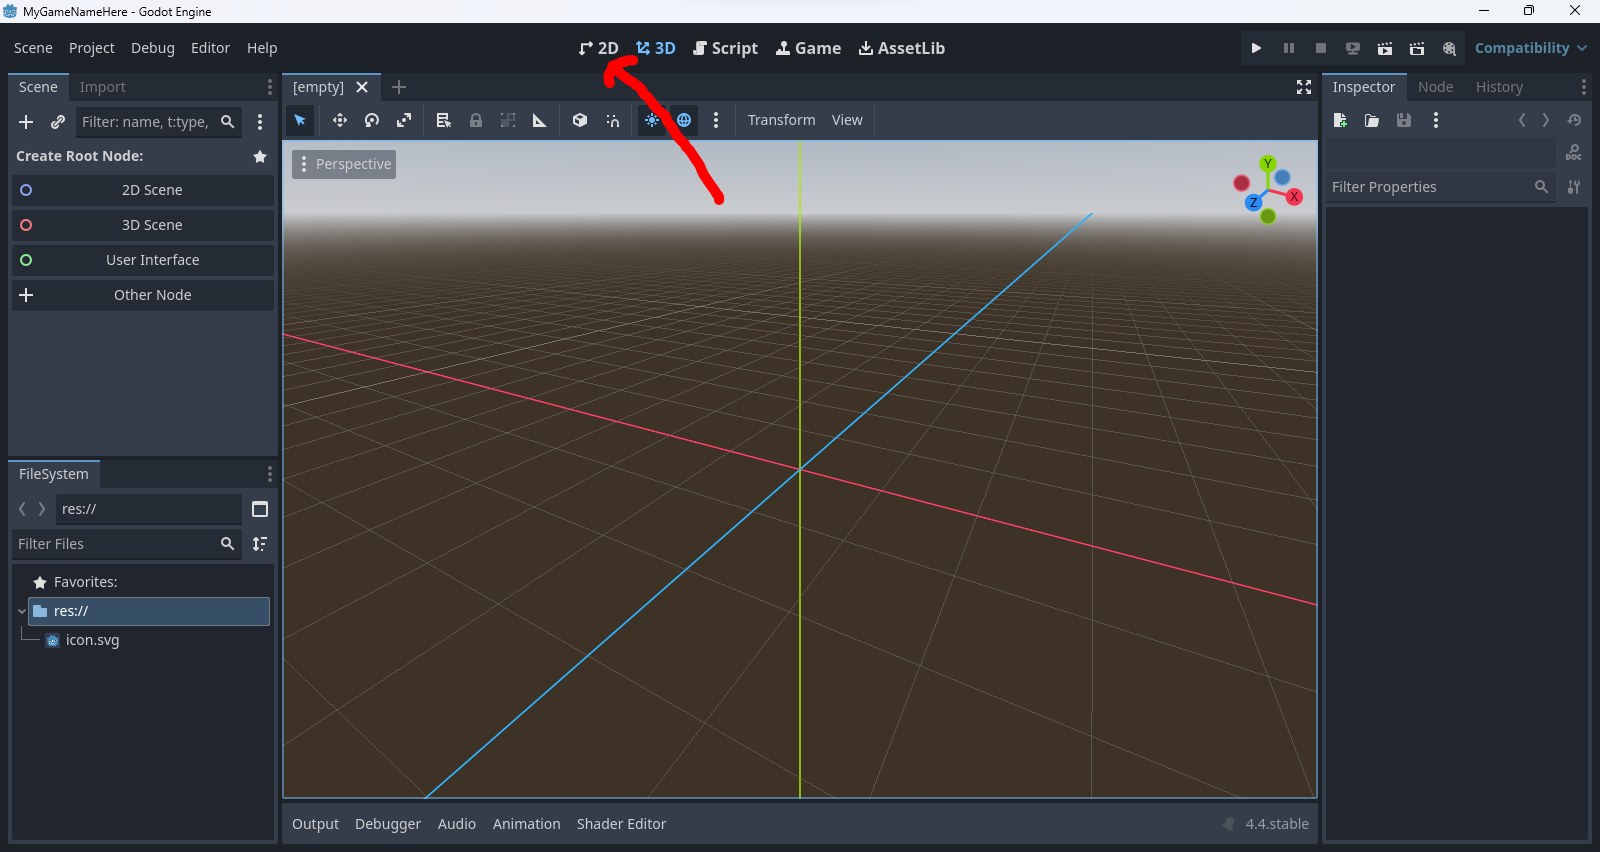 MyGameNameHere - Godot Engine
Scene Project Debug Editor Help
2D 3D Script Game AssetLib
Compatibility
Scene Import
[empty]
Inspector Node History
Filter: name, t:type,
Transform View
Create Root Node:
Perspective
2D Scene
3D Scene
User Interface
Other Node
Y
X
Z
DOC
Filter Properties
FileSystem
res://
Filter Files
Favorites:
res://
icon.svg
Output Debugger Audio Animation Shader Editor
4.4.stable